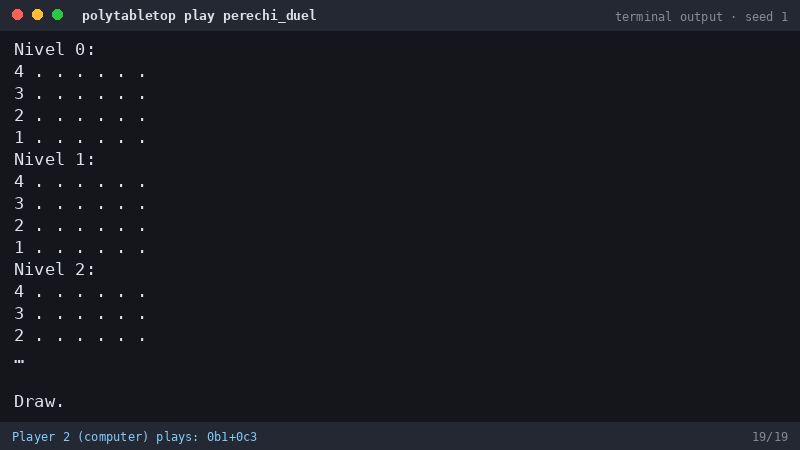 polytabletop play perechi_duel
terminal output · seed 1
Nivel 0:
4 . . . . . .
3 . . . . . .
2 . . . . . .
1 . . . . . .
Nivel 1:
4 . . . . . .
3 . . . . . .
2 . . . . . .
1 . . . . . .
Nivel 2:
4 . . . . . .
3 . . . . . .
2 . . . . . .
…
Draw.
Player 2 (computer) plays: 0b1+0c3
19/19